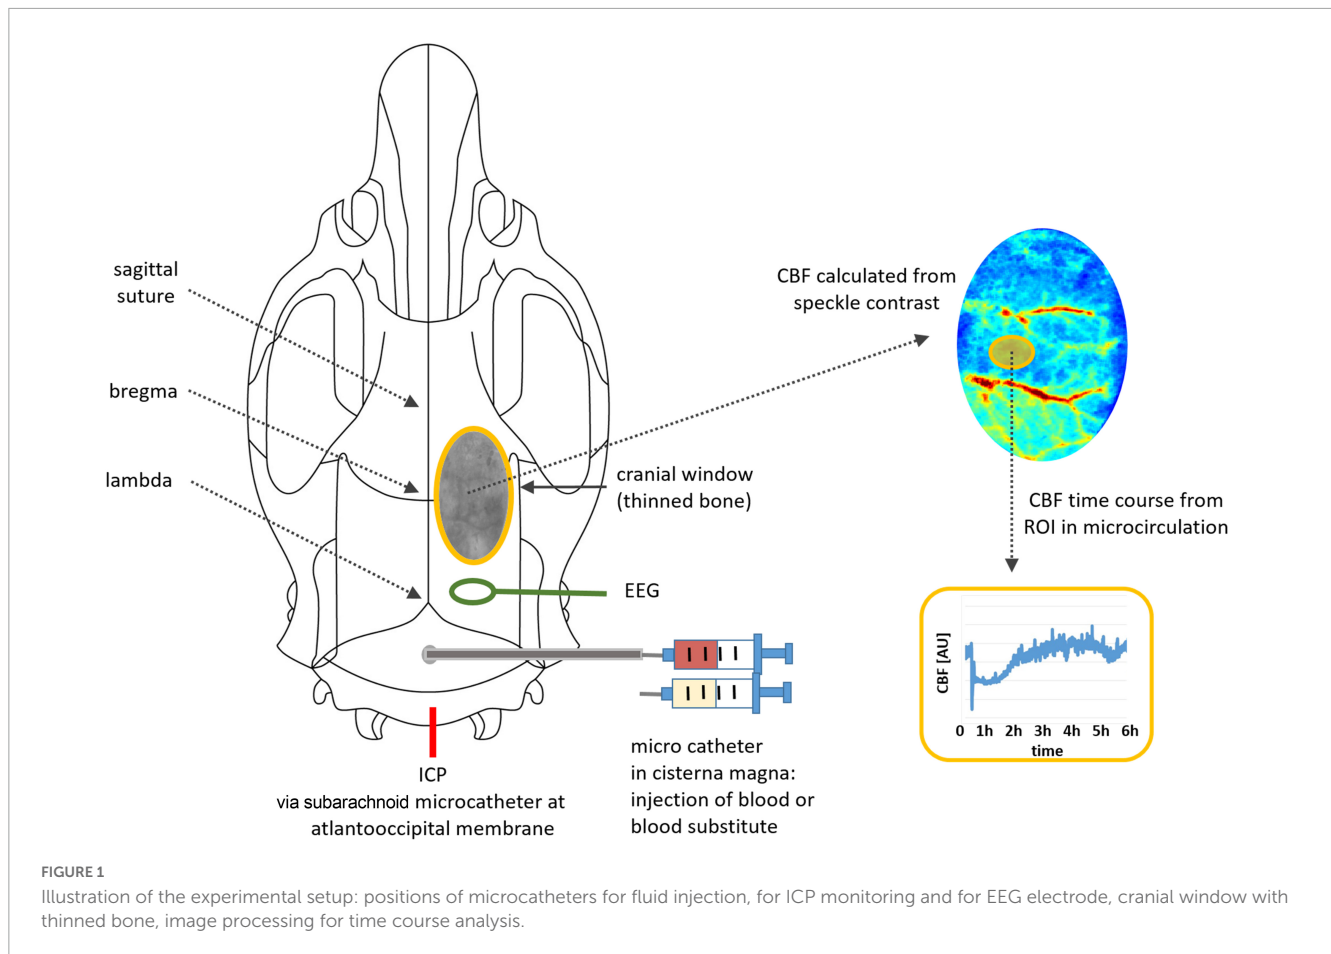 sagittal
suture
bregma
lambda
CBF calculated from
speckle contrast
cranial window
(thinned bone)
EEG
CBF time course from
ROI in microcirculation
CBF [AU]
0 1h 2h 3h 4h 5h 6h
time
micro catheter
in cisterna magna:
injection of blood or
blood substitute
ICP
via subarachnoid microcatheter at
atlantooccipital membrane
FIGURE 1
Illustration of the experimental setup: positions of microcatheters for fluid injection, for ICP monitoring and for EEG electrode, cranial window with
thinned bone, image processing for time course analysis.